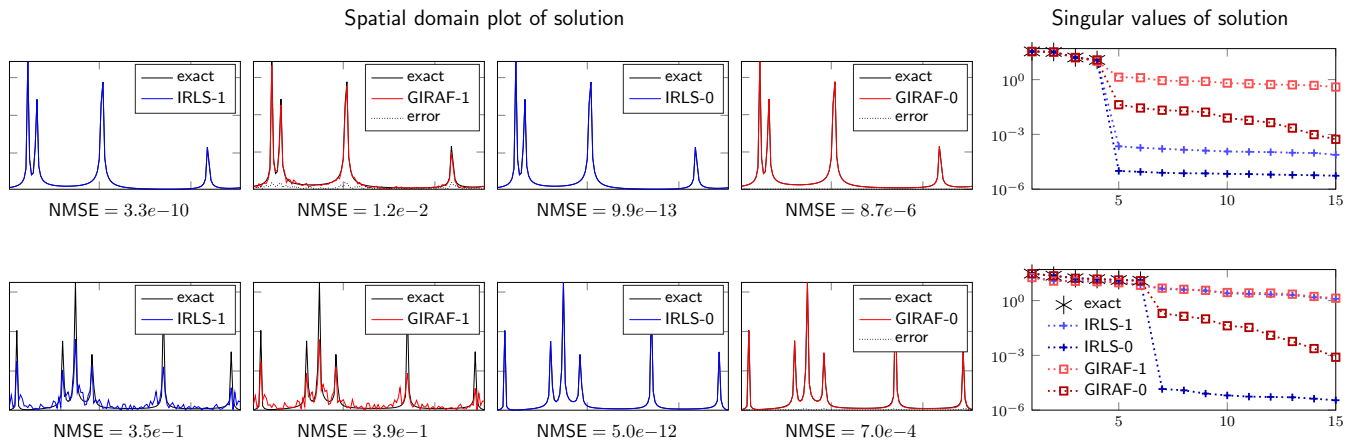 Spatial domain plot of solution
Singular values of solution
exact
IRLS-1
exact
GIRAF-1
error
exact
IRLS-0
exact
GIRAF-0
error
10^0
10^-3
10^-6
5
10
15
NMSE = 3.3e−10
NMSE = 1.2e−2
NMSE = 9.9e−13
NMSE = 8.7e−6
exact
IRLS-1
exact
GIRAF-1
exact
IRLS-0
exact
GIRAF-0
error
10^0
10^-3
10^-6
exact
IRLS-1
IRLS-0
GIRAF-1
GIRAF-0
5
10
15
NMSE = 3.5e−1
NMSE = 3.9e−1
NMSE = 5.0e−12
NMSE = 7.0e−4